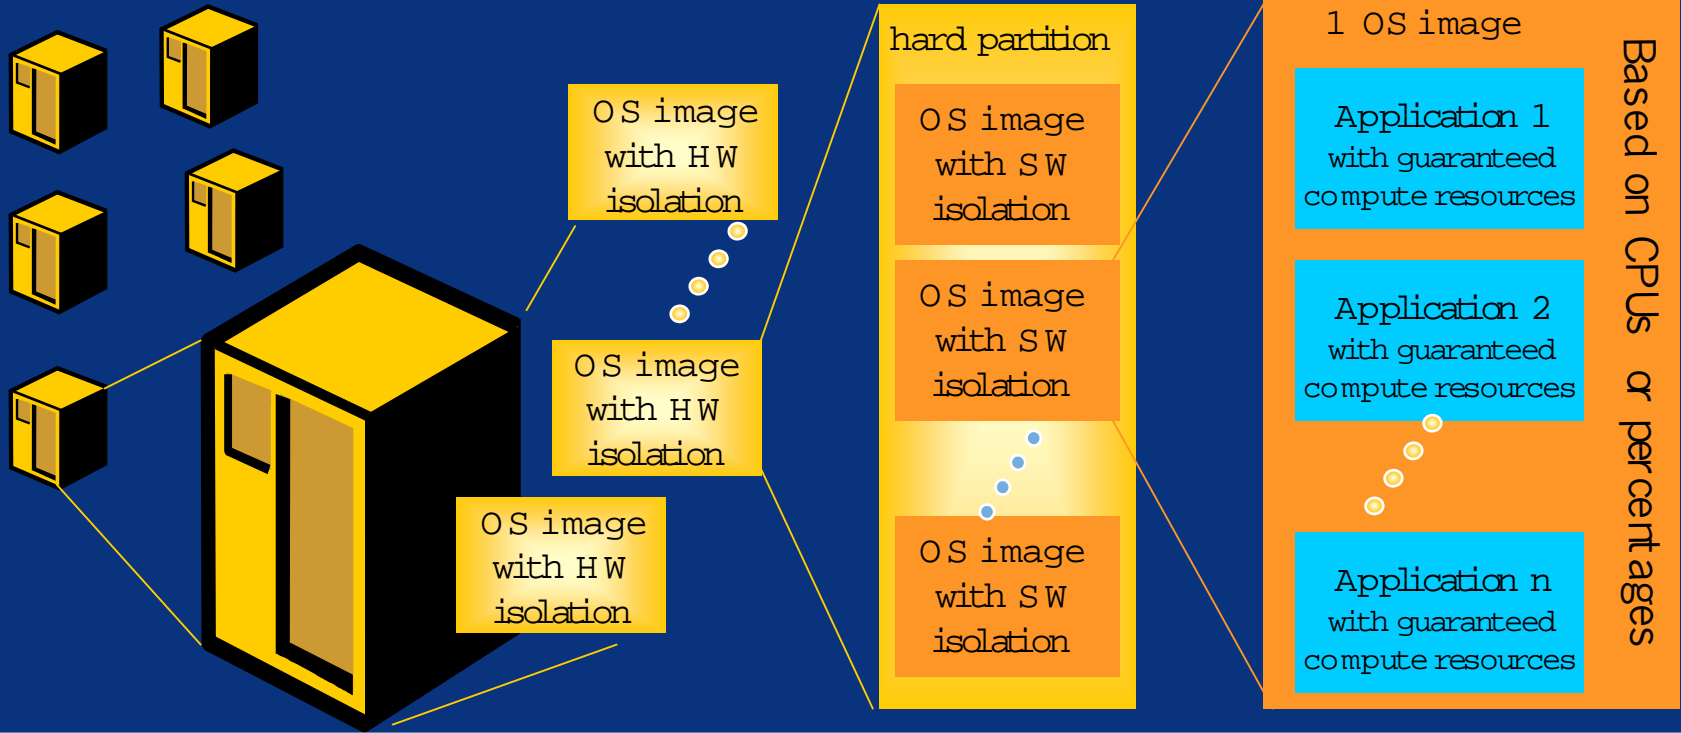 OS image
with HW
isolation
OS image
with HW
isolation
OS image
with HW
isolation
hard partition
OS image
with SW
isolation
OS image
with SW
isolation
OS image
with SW
isolation
1 OS image
Application 1
with guaranteed
compute resources
Application 2
with guaranteed
compute resources
Application n
with guaranteed
compute resources
Based on CPUs or percentages